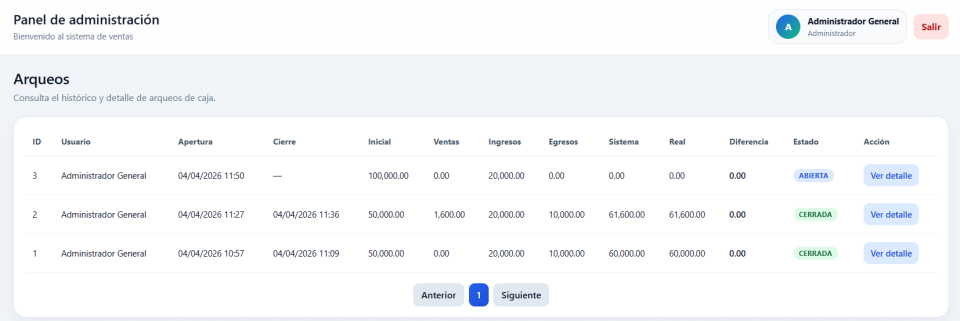 Panel de administración
Bienvenido al sistema de ventas
A
Administrador General
Administrador
Salir
Arqueos
Consulta el histórico y detalle de arqueos de caja.
ID Usuario Apertura Cierre Inicial Ventas Ingresos Egresos Sistema Real Diferencia Estado Acción
3 Administrador General 04/04/2026 11:50 — 100,000.00 0.00 20,000.00 0.00 0.00 0.00 0.00 ABIERTA Ver detalle
2 Administrador General 04/04/2026 11:27 04/04/2026 11:36 50,000.00 1,600.00 20,000.00 10,000.00 61,600.00 61,600.00 0.00 CERRADA Ver detalle
1 Administrador General 04/04/2026 10:57 04/04/2026 11:09 50,000.00 0.00 20,000.00 10,000.00 60,000.00 60,000.00 0.00 CERRADA Ver detalle
Anterior 1 Siguiente